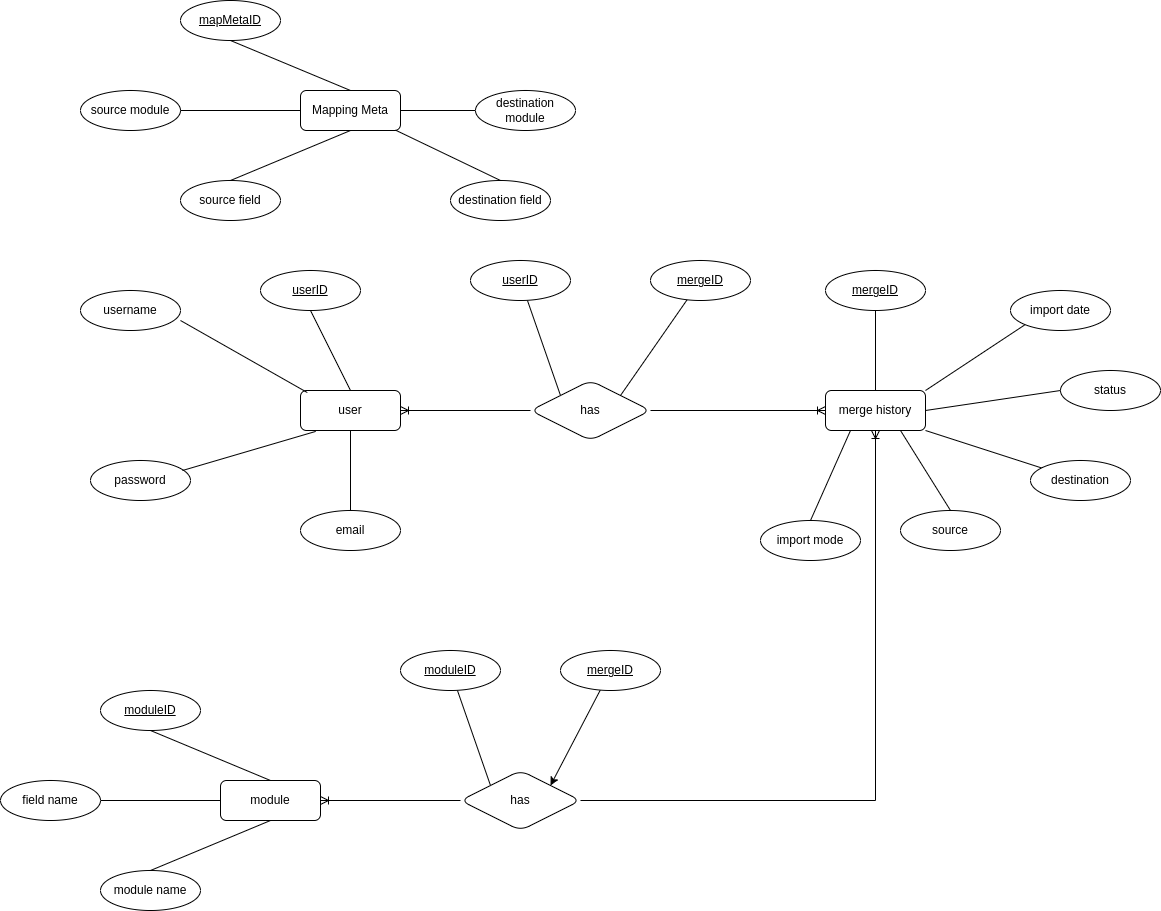 mapMetaID
source module
Mapping Meta
destination
module
source field
destination field
userID
mergeID
userID
mergeID
username
import date
status
user
has
merge history
password
destination
email
source
import mode
moduleID
mergeID
moduleID
field name
module
has
module name